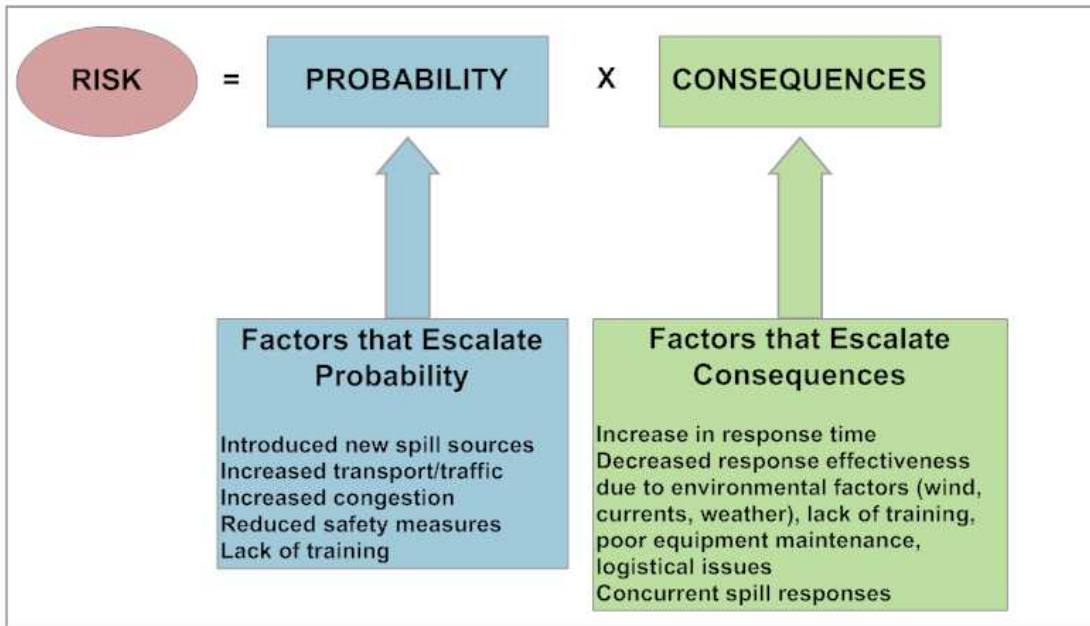 RISK = PROBABILITY X CONSEQUENCES
Factors that Escalate
Probability
Introduced new spill sources
Increased transport/traffic
Increased congestion
Reduced safety measures
Lack of training
Factors that Escalate
Consequences
Increase in response time
Decreased response effectiveness
due to environmental factors (wind,
currents, weather), lack of training,
poor equipment maintenance,
logistical issues
Concurrent spill responses